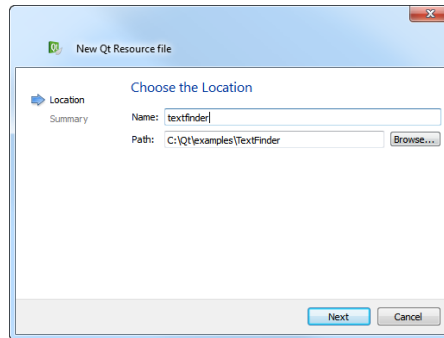 New Qt Resource file
Choose the Location
Location
Summary
Name: textfinder
Path: C:\Qt\examples\TextFinder Browse...
Next Cancel